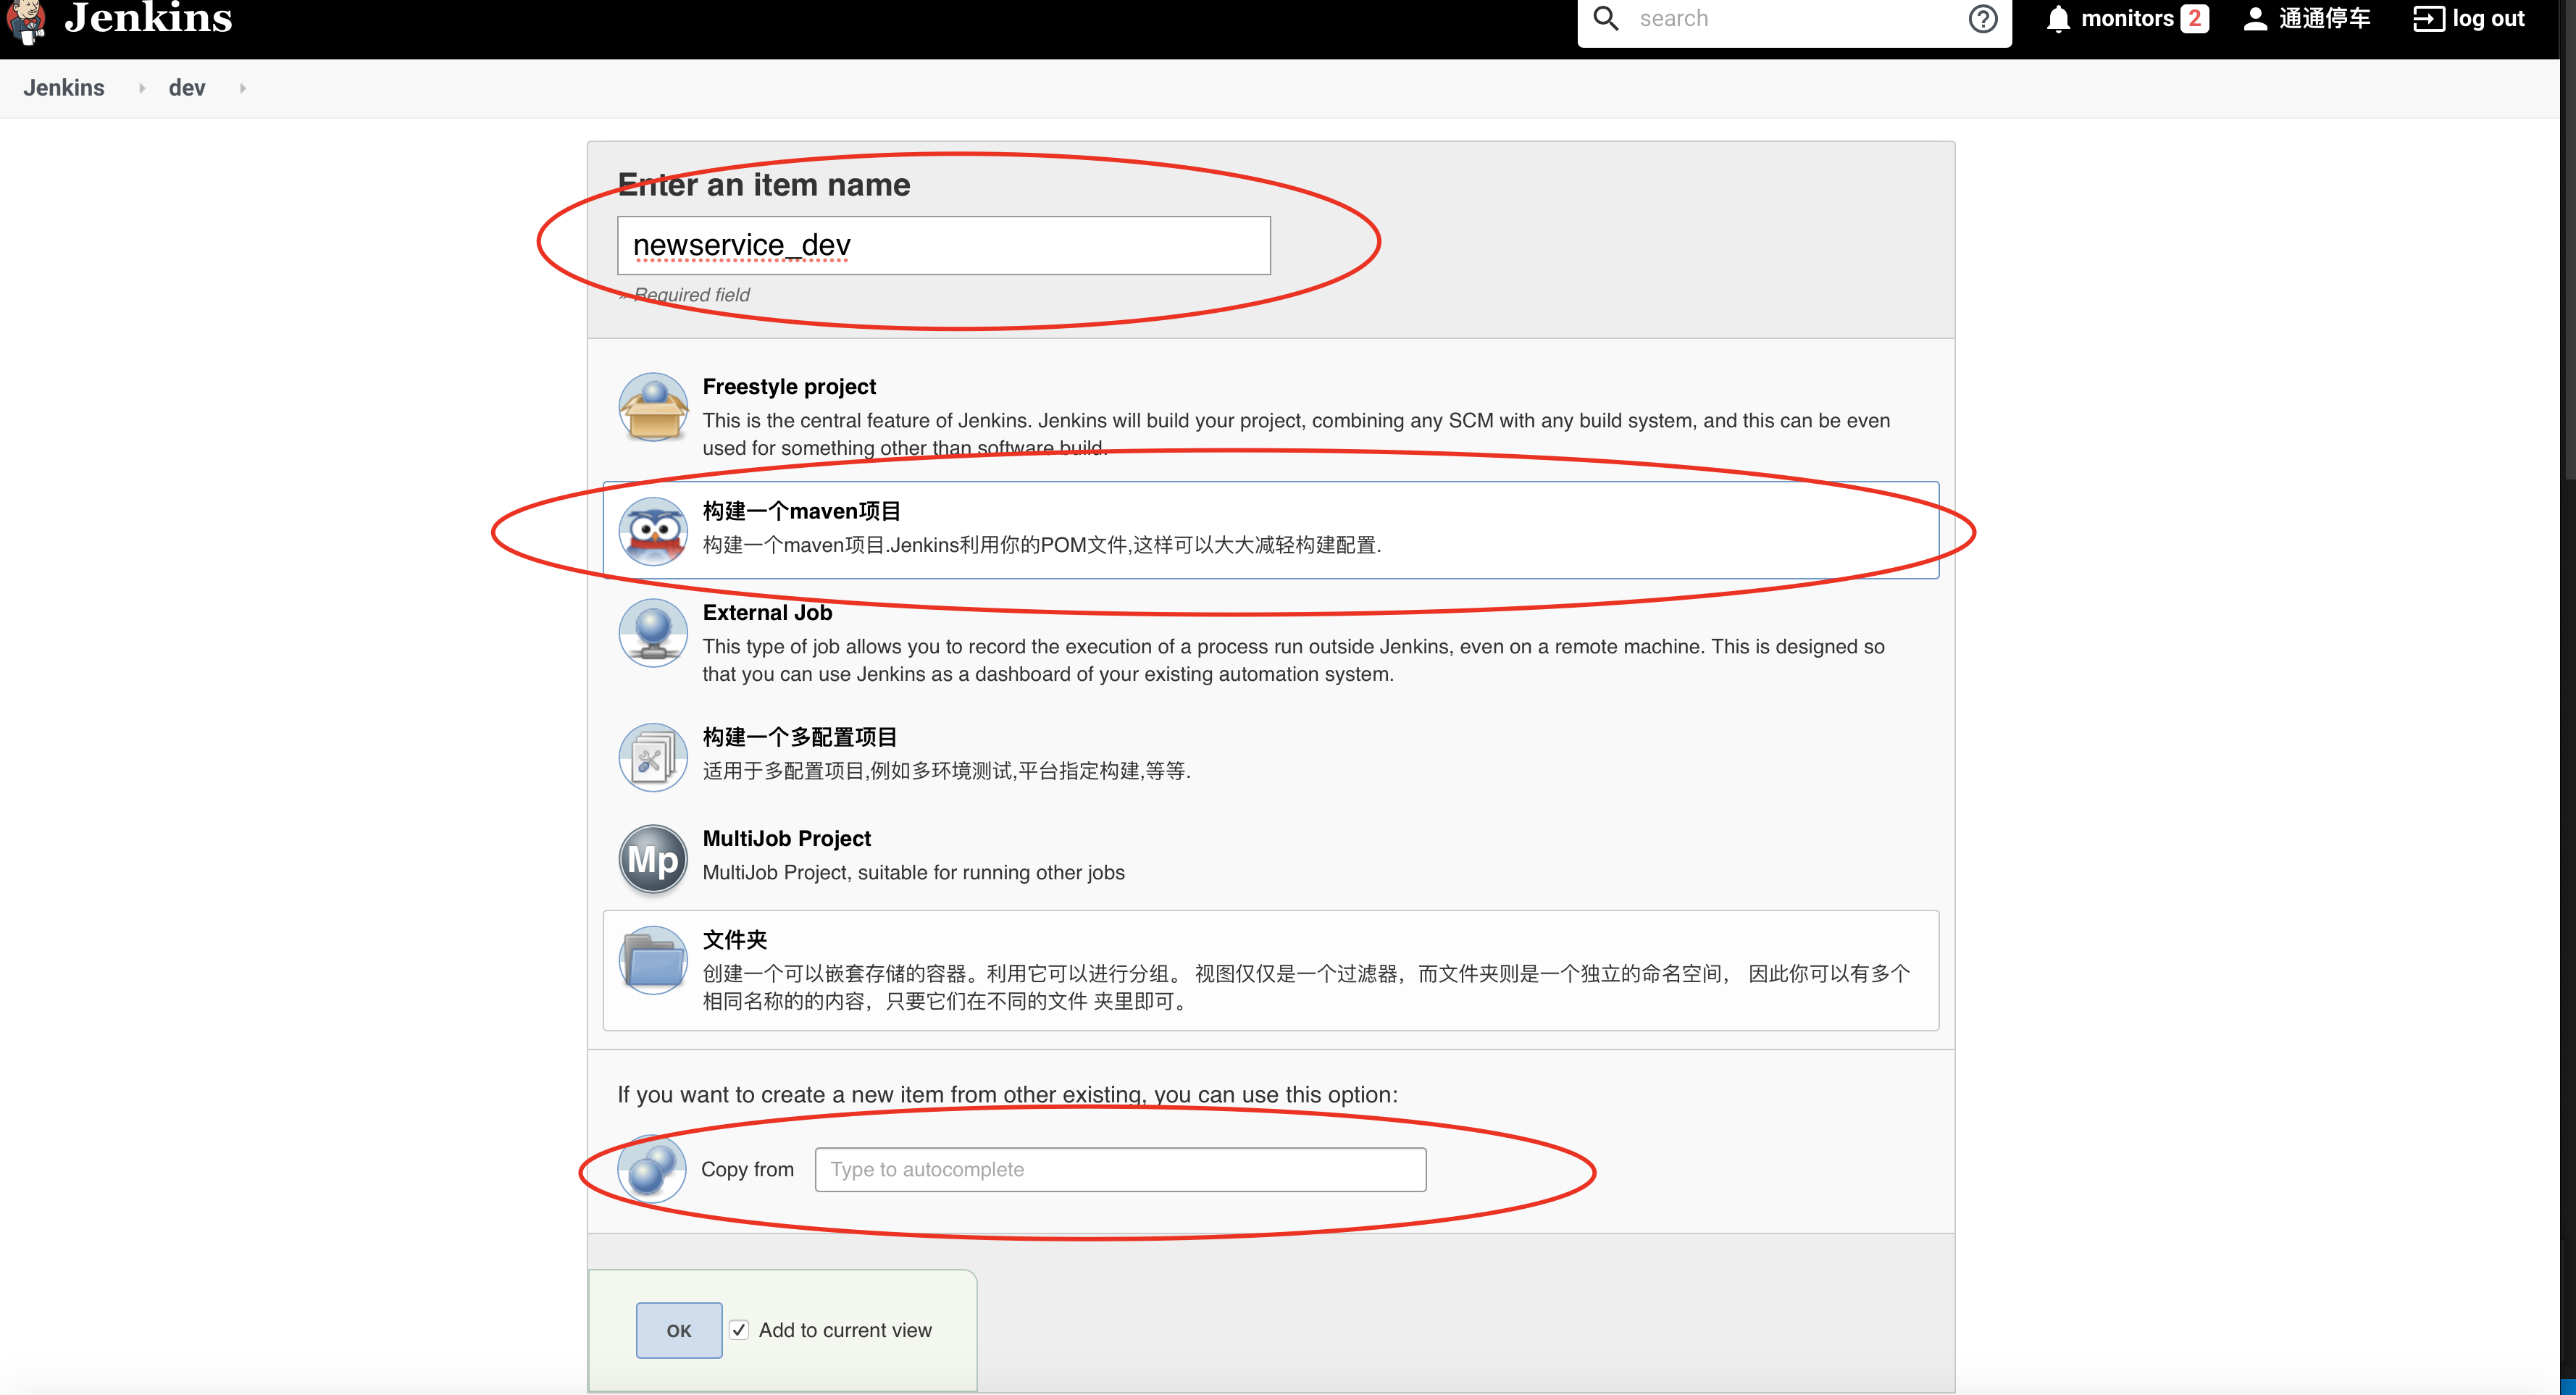 Jenkins
search
monitors 2
通通停车
log out
Jenkins
dev
Enter an item name
newservice_dev
» Required field
Freestyle project
This is the central feature of Jenkins. Jenkins will build your project, combining any SCM with any build system, and this can be even
used for something other than software build.
构建一个maven项目
构建一个maven项目.Jenkins利用你的POM文件,这样可以大大减轻构建配置.
External Job
This type of job allows you to record the execution of a process run outside Jenkins, even on a remote machine. This is designed so
that you can use Jenkins as a dashboard of your existing automation system.
构建一个多配置项目
适用于多配置项目,例如多环境测试,平台指定构建,等等.
Mp
MultiJob Project
MultiJob Project, suitable for running other jobs
文件夹
创建一个可以嵌套存储的容器。利用它可以进行分组。 视图仅仅是一个过滤器，而文件夹则是一个独立的命名空间， 因此你可以有多个
相同名称的的内容，只要它们在不同的文件 夹里即可。
If you want to create a new item from other existing, you can use this option:
Copy from
Type to autocomplete
OK
Add to current view